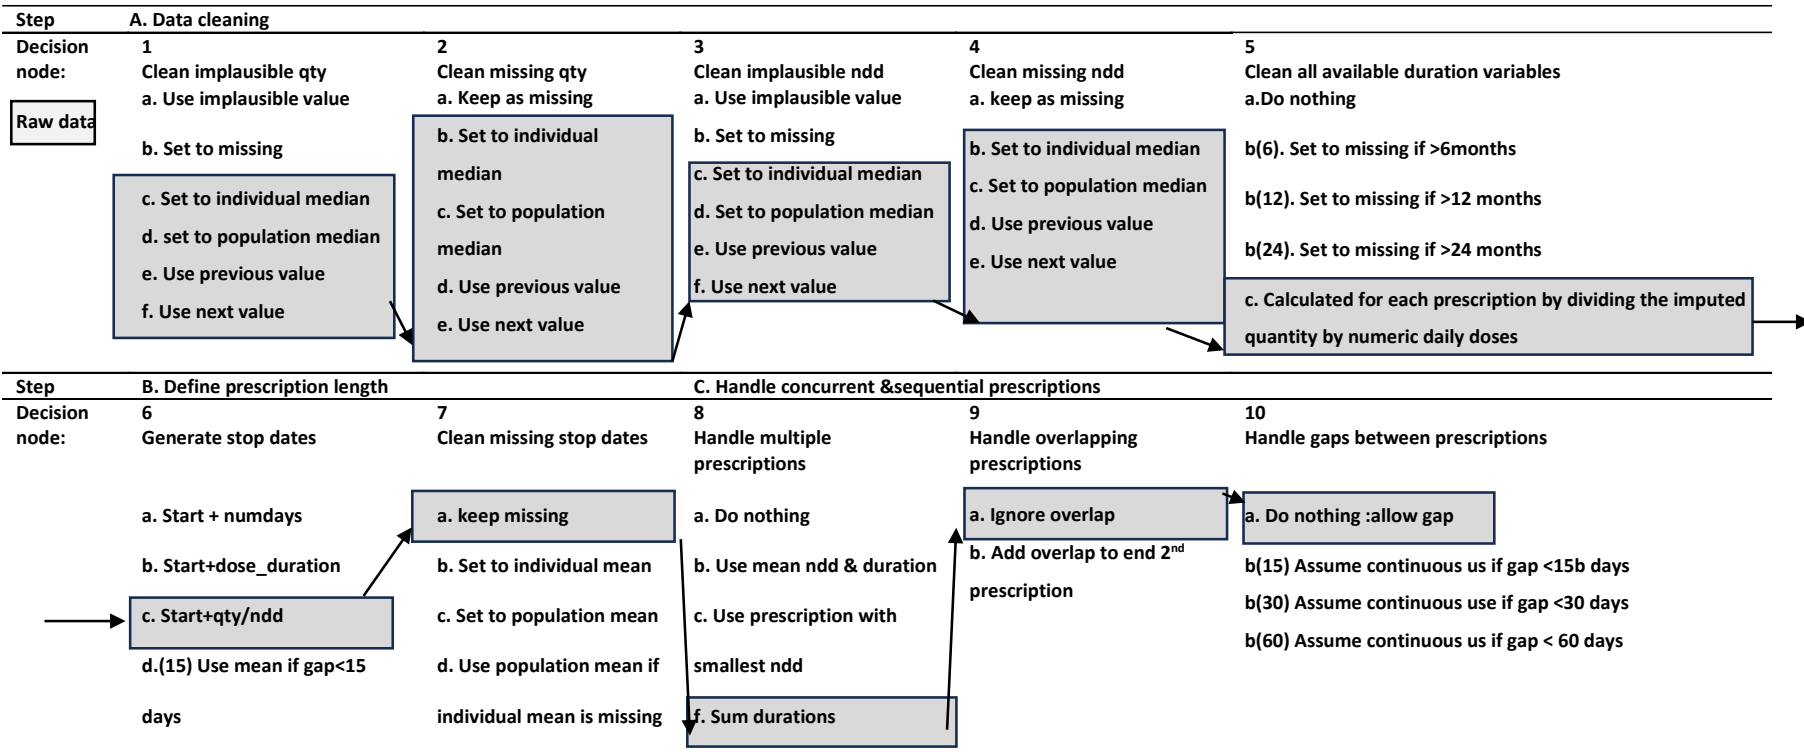 Step A. Data cleaning
Decision node:
Raw data
1
Clean implausible qty
a. Use implausible value
b. Set to missing
c. Set to individual median
d. set to population median
e. Use previous value
f. Use next value
2
Clean missing qty
a. Keep as missing
b. Set to individual
median
c. Set to population
median
d. Use previous value
e. Use next value
3
Clean implausible ndd
a. Use implausible value
b. Set to missing
c. Set to individual median
d. Set to population median
e. Use previous value
f. Use next value
4
Clean missing ndd
a. keep as missing
b. Set to individual median
c. Set to population median
d. Use previous value
e. Use next value
5
Clean all available duration variables
a.Do nothing
b(6). Set to missing if >6months
b(12). Set to missing if >12 months
b(24). Set to missing if >24 months
c. Calculated for each prescription by dividing the imputed
quantity by numeric daily doses
Step B. Define prescription length C. Handle concurrent &sequential prescriptions
Decision
node:
6
Generate stop dates
a. Start + numdays
b. Start+dose_duration
c. Start+qty/ndd
d.(15) Use mean if gap<15
days
7
Clean missing stop dates
a. keep missing
b. Set to individual mean
c. Set to population mean
d. Use population mean if
individual mean is missing
8
Handle multiple
prescriptions
a. Do nothing
b. Use mean ndd & duration
c. Use prescription with
smallest ndd
f. Sum durations
9
Handle overlapping
prescriptions
a. Ignore overlap
b. Add overlap to end 2nd
prescription
10
Handle gaps between prescriptions
a. Do nothing :allow gap
b(15) Assume continuous us if gap <15b days
b(30) Assume continuous use if gap <30 days
b(60) Assume continuous us if gap < 60 days